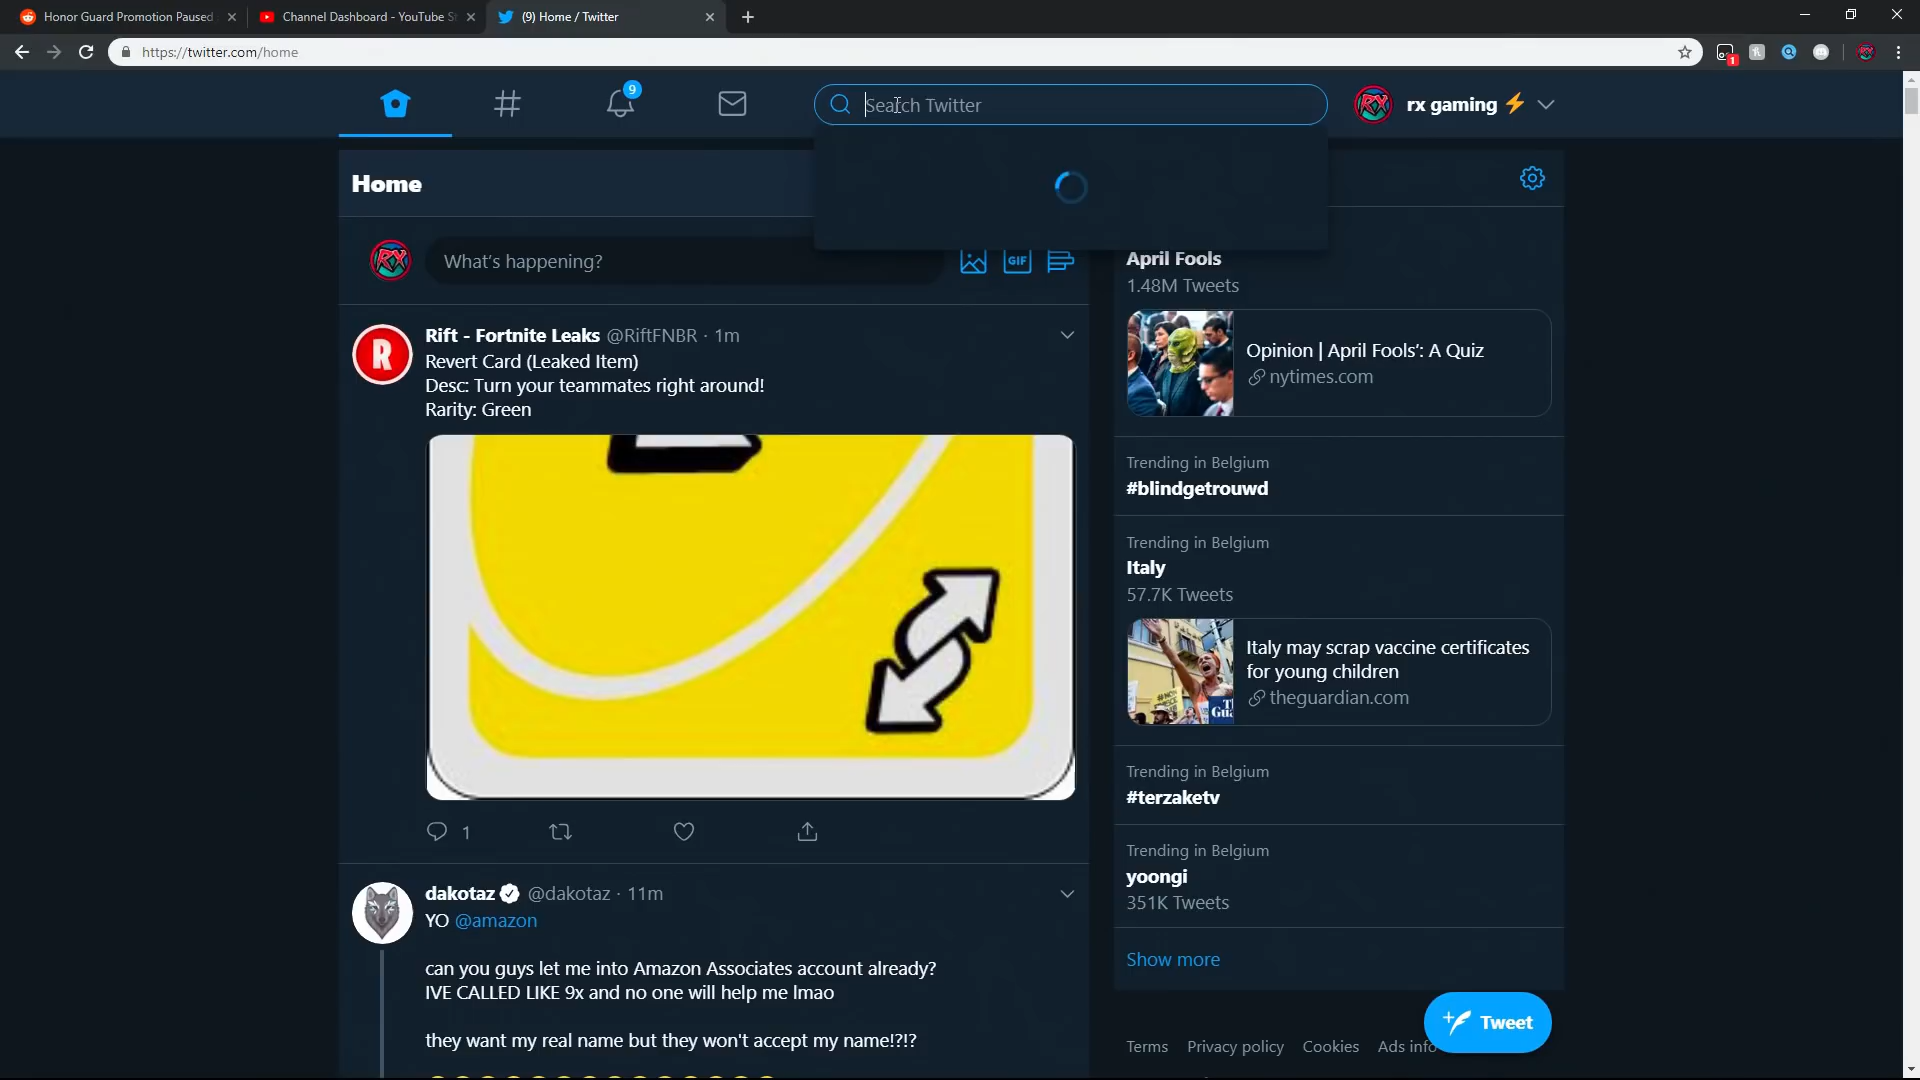 Honor Guard Promotion Paused
Channel Dashboard - YouTube St
(9) Home / Twitter
https://twitter.com/home
1
9
Search Twitter
rx gaming ⚡
Home
What's happening?
GIF
Rift - Fortnite Leaks @RiftFNBR · 1m
Revert Card (Leaked Item)
Desc: Turn your teammates right around!
Rarity: Green
1
dakotaz @dakotaz · 11m
YO @amazon
can you guys let me into Amazon Associates account already?
IVE CALLED LIKE 9x and no one will help me lmao
they want my real name but they won't accept my name!?!?
April Fools
1.48M Tweets
Opinion | April Fools': A Quiz
nytimes.com
Trending in Belgium
#blindgetrouwd
Trending in Belgium
Italy
57.7K Tweets
Italy may scrap vaccine certificates
for young children
theguardian.com
Trending in Belgium
#terzaketv
Trending in Belgium
yoongi
351K Tweets
Show more
Tweet
Terms Privacy policy Cookies Ads info